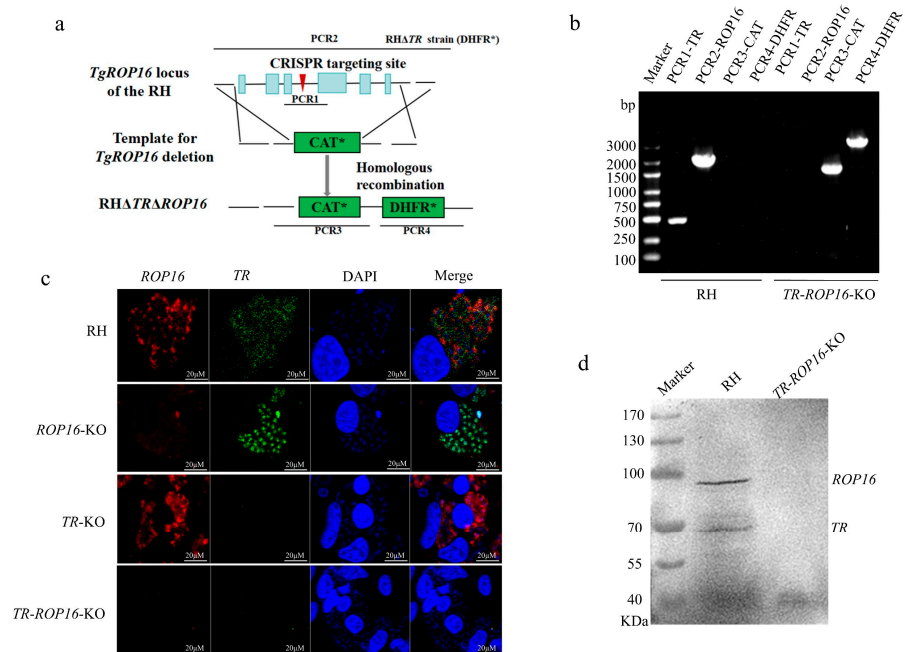 a
PCR2
RHΔTR strain (DHFR*)
TgROP16 locus
of the RH
CRISPR targeting site
PCR1
Template for
TgROP16 deletion
CAT*
Homologous
recombination
RHΔTRΔROP16
CAT*
DHFR*
PCR3
PCR4
b
Marker
PCR1-TR
PCR2-ROP16
PCR3-CAT
PCR4-DHFR
PCR1-TR
PCR2-ROP16
PCR3-CAT
PCR4-DHFR
bp
3000
2000
1500
1000
750
500
250
100
RH
TR-ROP16-KO
c
ROP16
TR
DAPI
Merge
RH
20μM
20μM
20μM
20μM
ROP16-KO
20μM
20μM
20μM
20μM
TR-KO
20μM
20μM
20μM
20μM
TR-ROP16-KO
20μM
20μM
20μM
20μM
d
Marker
RH
TR-ROP16-KO
170
130
100
70
55
40
KDa
ROP16
TR